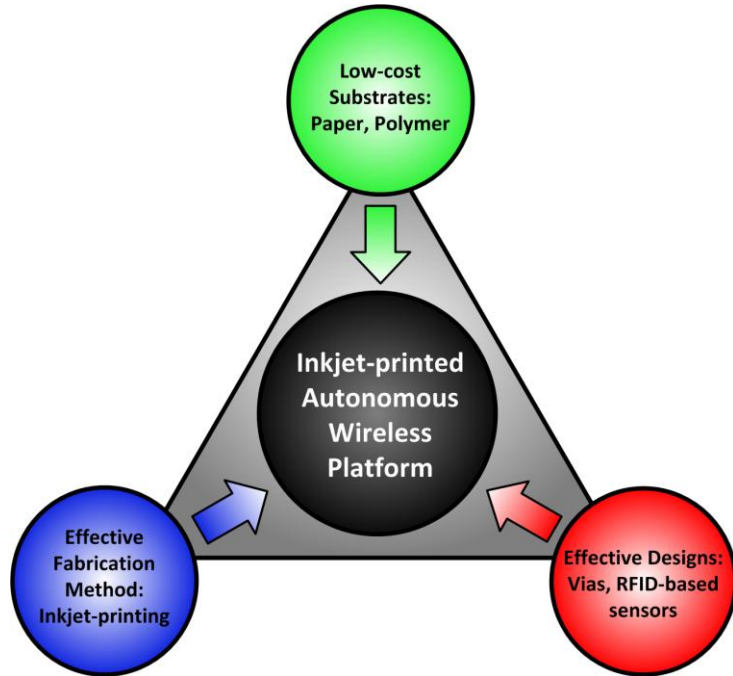 Low-cost
Substrates:
Paper, Polymer
Inkjet-printed
Autonomous
Wireless
Platform
Effective
Fabrication
Method:
Inkjet-printing
Effective Designs:
Vias, RFID-based
sensors